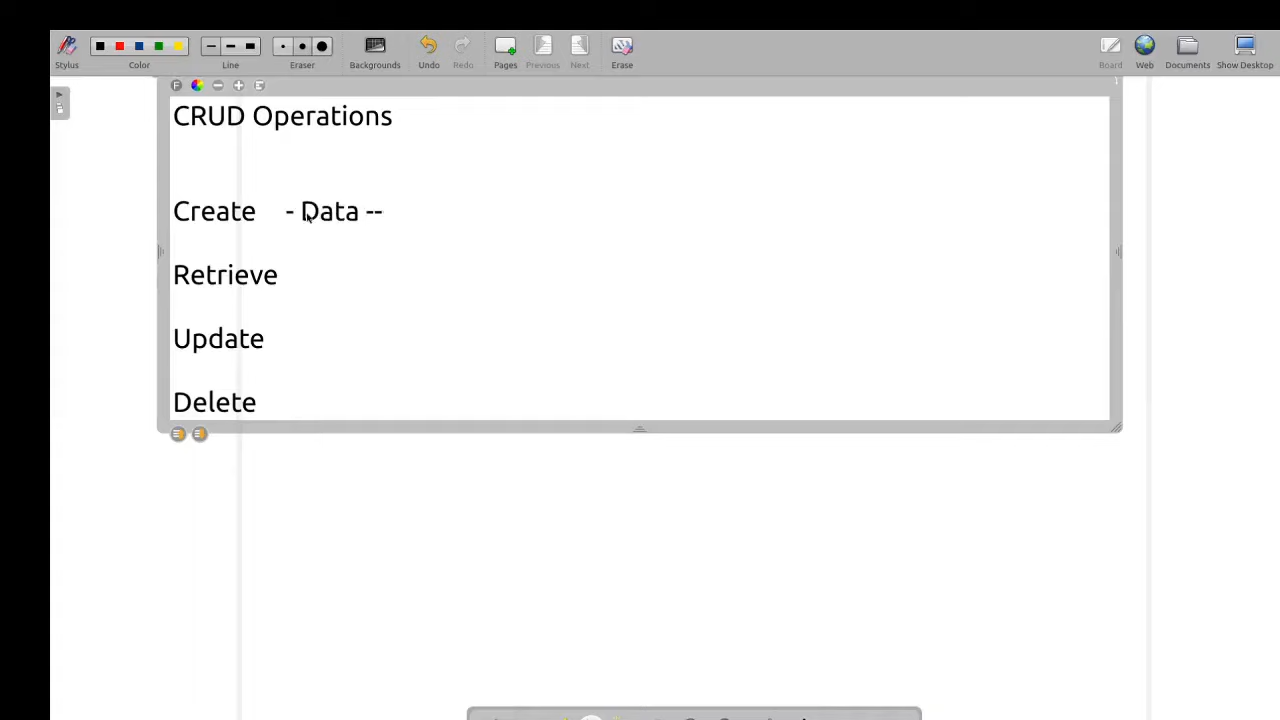 Stylus Color Line Eraser Backgrounds Undo Redo Pages Previous Next Erase Board Web Documents Show Desktop
CRUD Operations
Create - Data --
Retrieve
Update
Delete